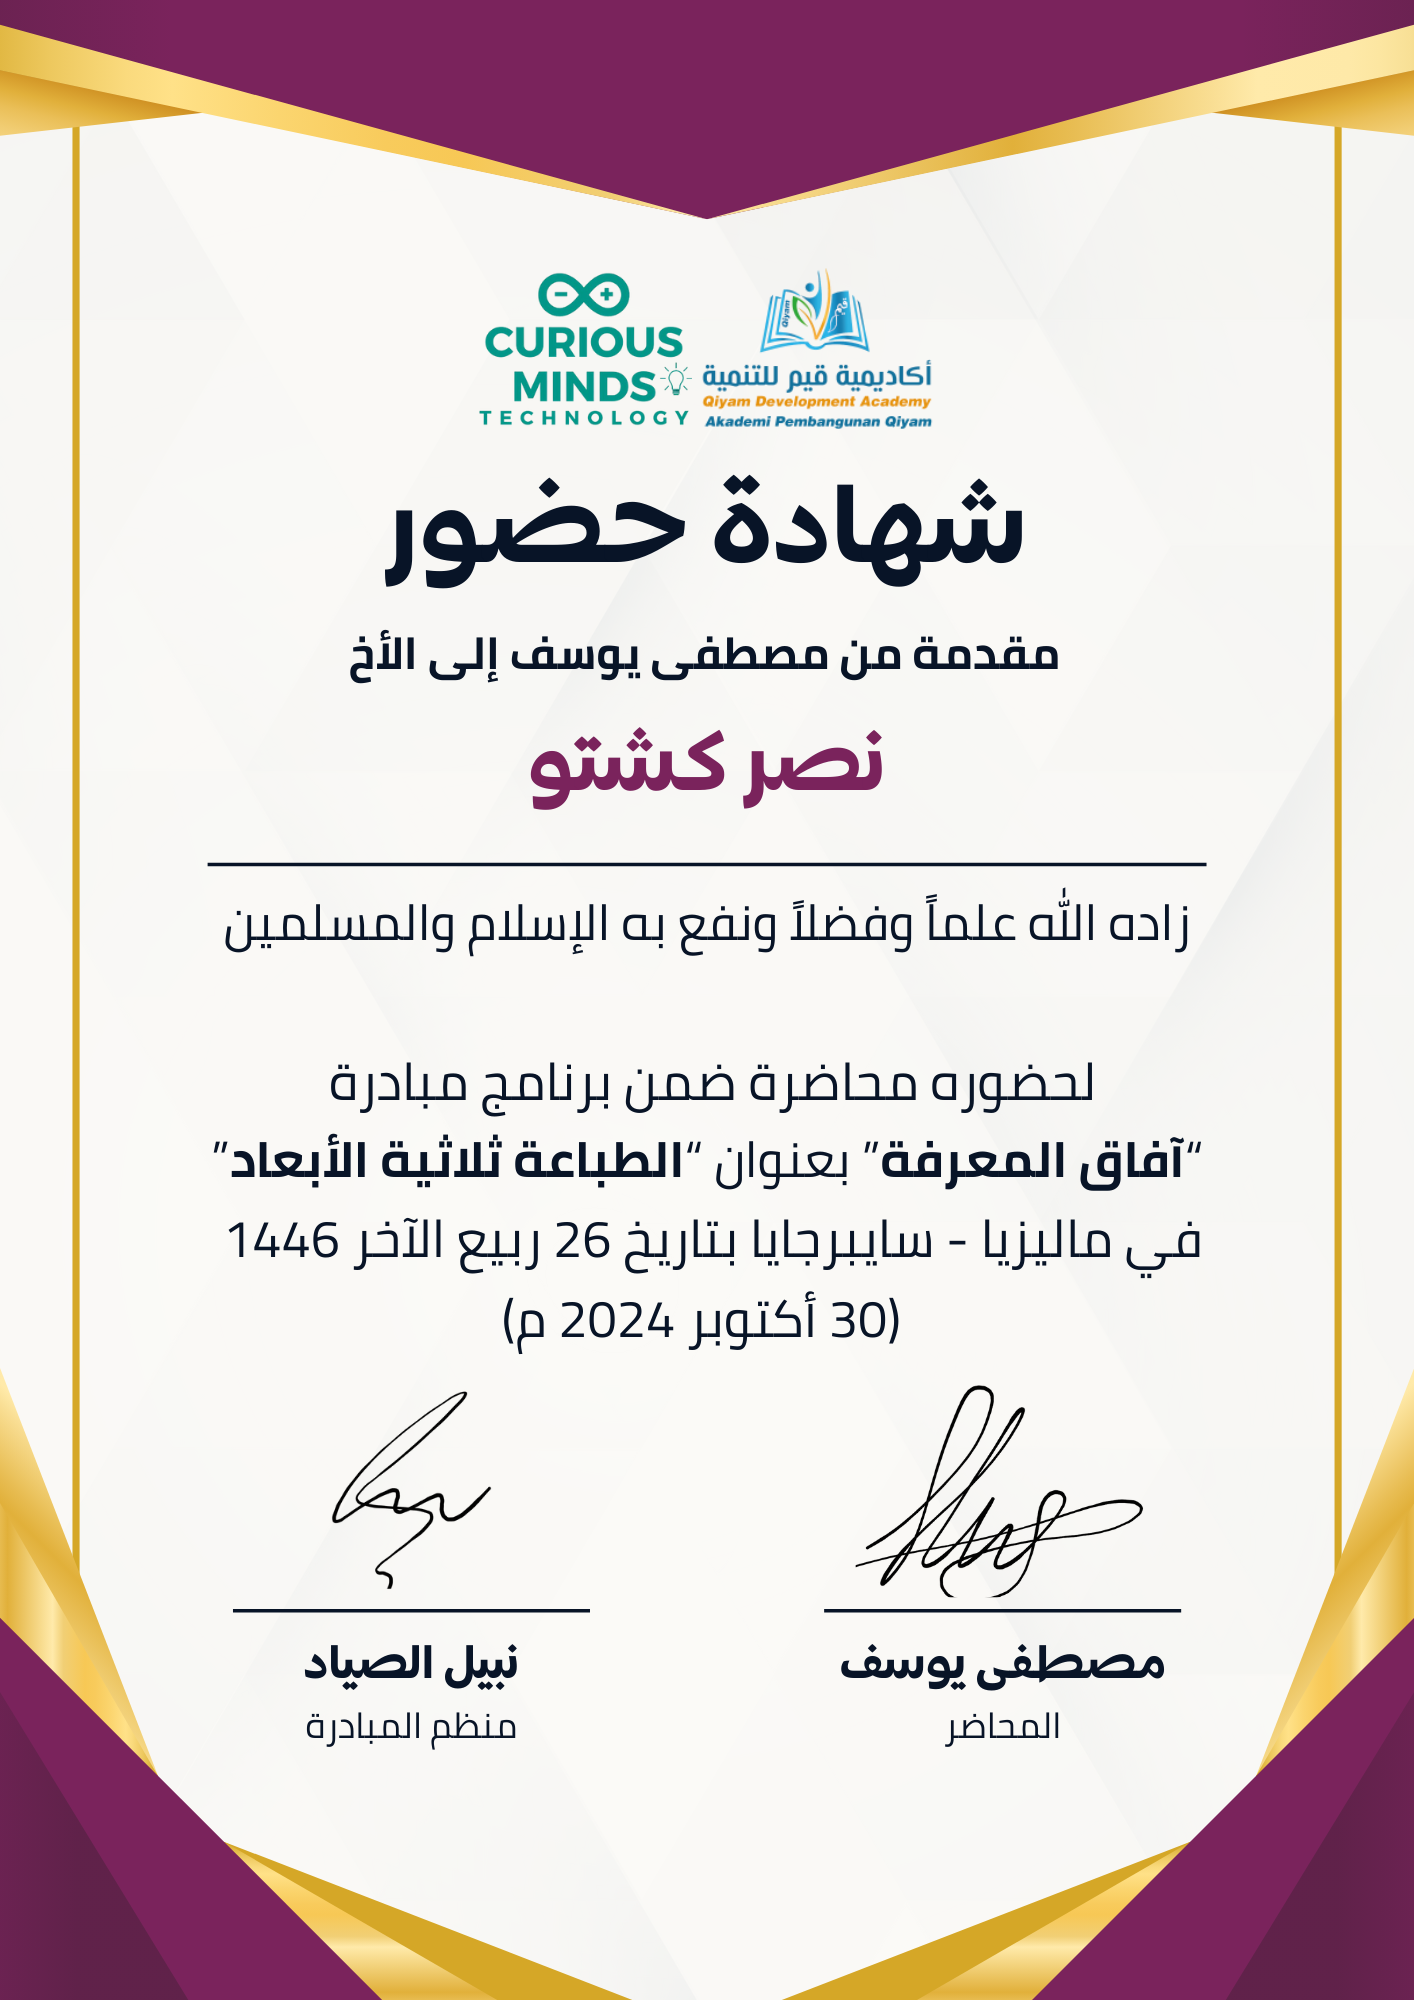 CURIOUS
MINDS
TECHNOLOGY
Qiyam
أكاديمية قيم للتنمية
Qiyam Development Academy
Akademi Pembangunan Qiyam
شهادة حضور
مقدمة من مصطفى يوسف إلى الأخ
نصر كشتو
زاده الله علماً وفضلاً ونفع به الإسلام والمسلمين
لحضوره محاضرة ضمن برنامج مبادرة
“آفاق المعرفة” بعنوان “الطباعة ثلاثية الأبعاد”
في ماليزيا - سايبرجايا بتاريخ 26 ربيع الآخر 1446
(30 أكتوبر 2024 م)
مصطفى يوسف
المحاضر
نبيل الصياد
منظم المبادرة